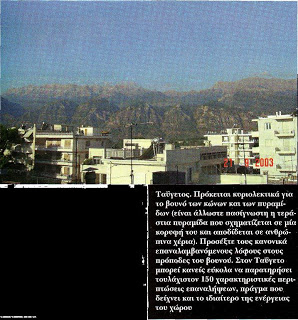 27 2003
Ταΰγετος. Πρόκειται κυριολεκτικά για
το βουνό των κώνων και των πυραμί-
δων (είναι άλλωστε πασίγνωστη η τερά-
στια πυραμίδα που σχηματίζεται σε μία
κορυφή του και αποδίδεται σε ανθρώ-
πινα χέρια). Προσέξτε τους κανονικά
επαναλαμβανόμενους λόφους στους
πρόποδες του βουνού. Στον Ταΰγετο
μπορεί κανείς εύκολα να παρατηρήσει
τουλάχιστον 150 χαρακτηριστικές περι-
πτώσεις επαναλήψεων, πράγμα που
δείχνει και το ιδιαίτερο της ενέργειας
του χώρου